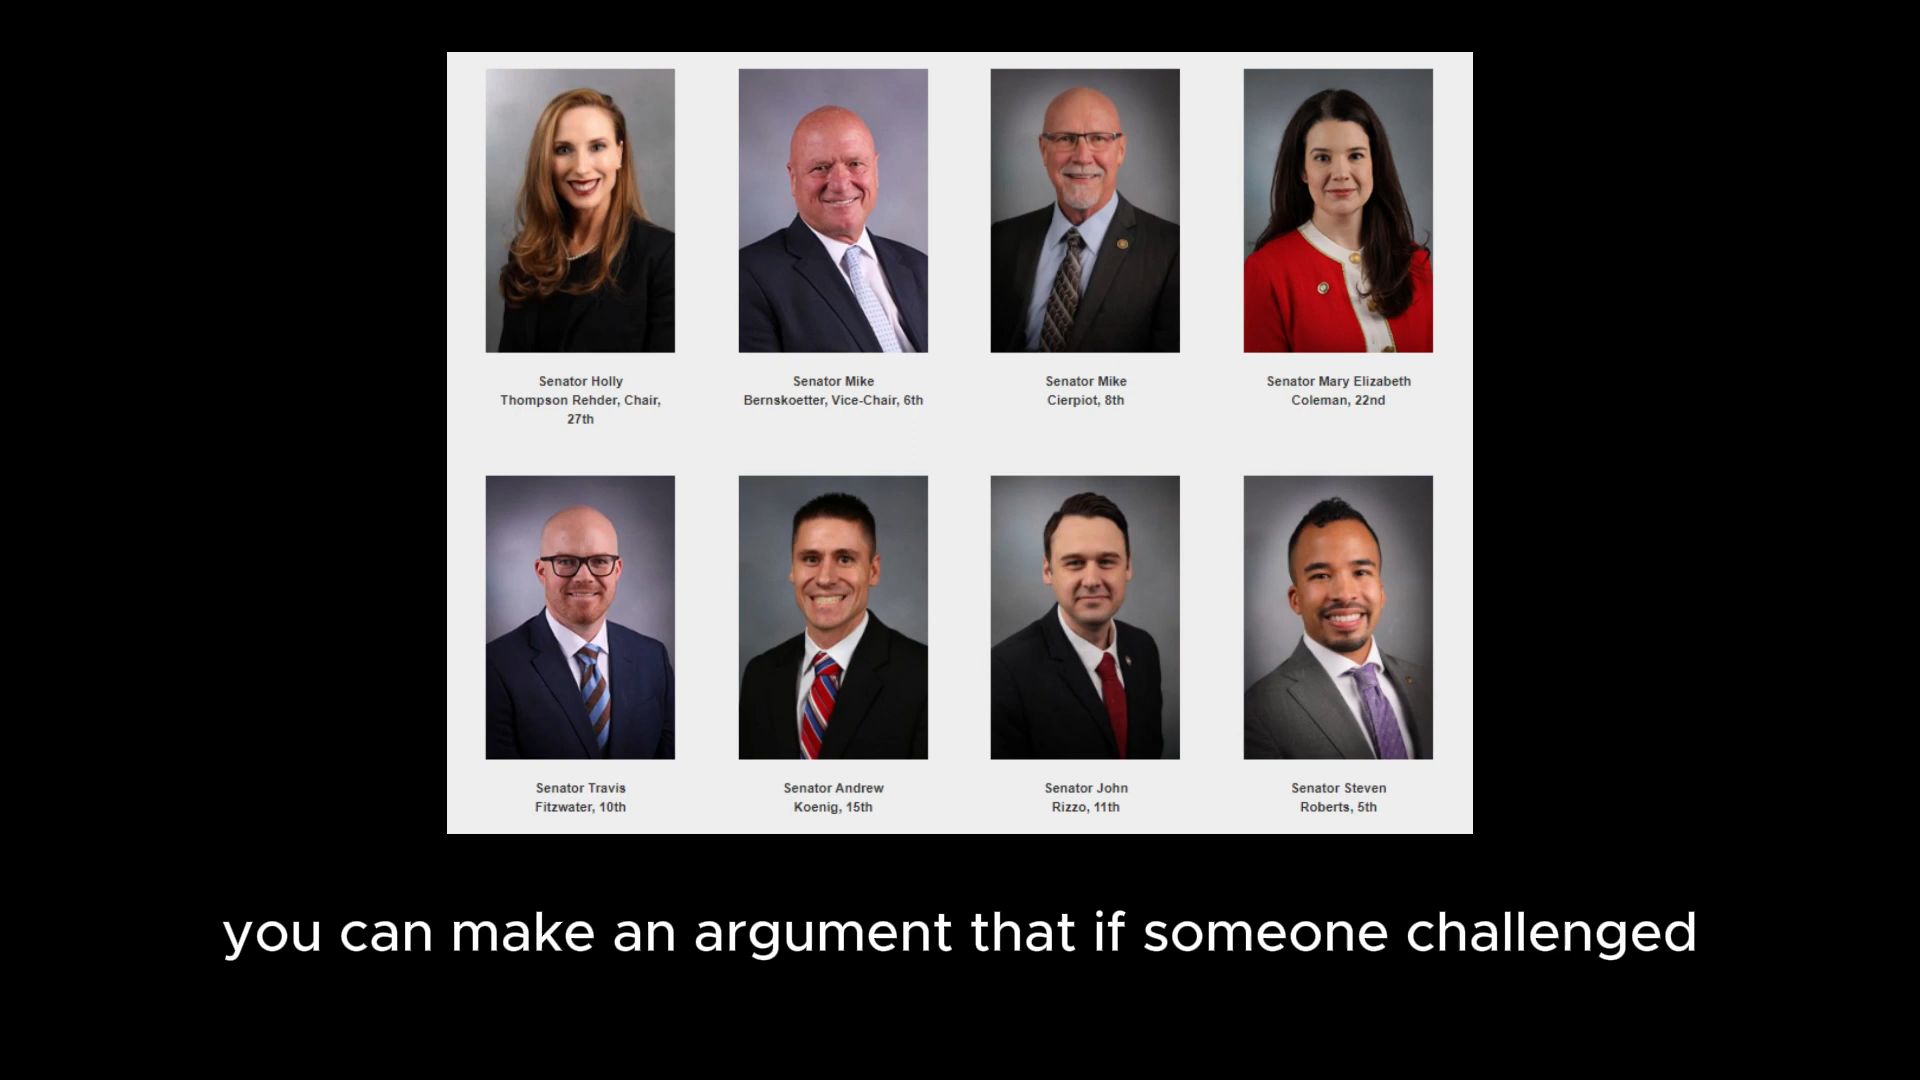 Senator Holly
Thompson Rehder, Chair,
27th
Senator Mike
Bernskoetter, Vice-Chair, 6th
Senator Mike
Cierpiot, 8th
Senator Mary Elizabeth
Coleman, 22nd
Senator Travis
Fitzwater, 10th
Senator Andrew
Koenig, 15th
Senator John
Rizzo, 11th
Senator Steven
Roberts, 5th
you can make an argument that if someone challenged